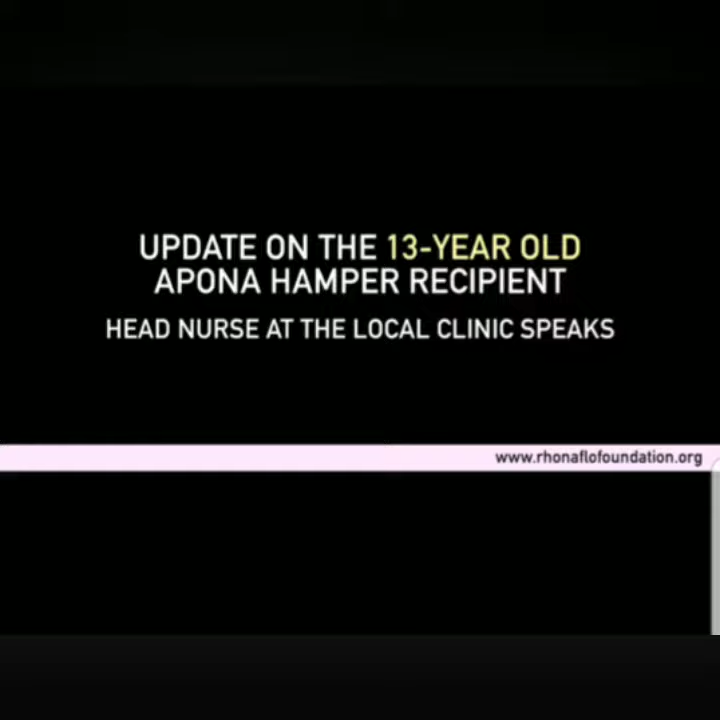 UPDATE ON THE 13-YEAR OLD
APONA HAMPER RECIPIENT
HEAD NURSE AT THE LOCAL CLINIC SPEAKS
www.rhonaflofoundation.org